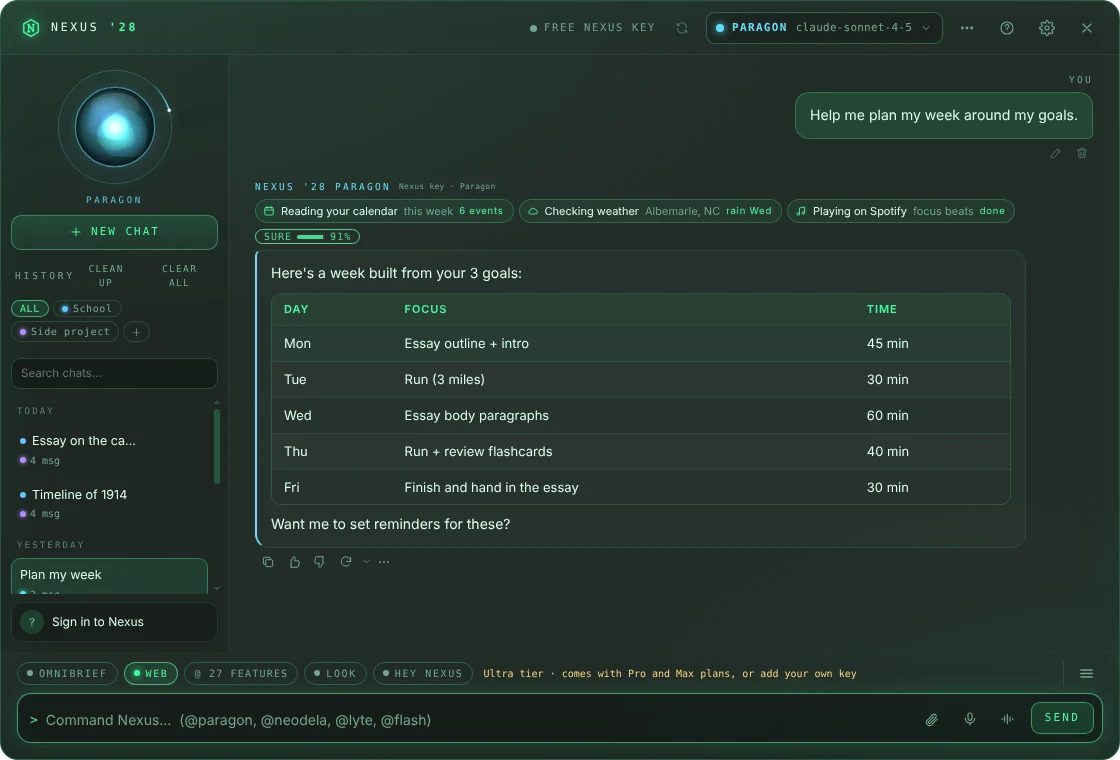 NEXUS '28
FREE NEXUS KEY
PARAGON claude-sonnet-4-5
PARAGON
+ NEW CHAT
HISTORY CLEAN UP CLEAR ALL
ALL School
Side project +
Search chats...
TODAY
Essay on the ca...
4 msg
Timeline of 1914
4 msg
YESTERDAY
Plan my week
? Sign in to Nexus
YOU
Help me plan my week around my goals.
NEXUS '28 PARAGON Nexus key · Paragon
Reading your calendar this week 6 events Checking weather Albemarle, NC rain Wed Playing on Spotify focus beats done
SURE 91%
Here's a week built from your 3 goals:
DAY FOCUS TIME
Mon Essay outline + intro 45 min
Tue Run (3 miles) 30 min
Wed Essay body paragraphs 60 min
Thu Run + review flashcards 40 min
Fri Finish and hand in the essay 30 min
Want me to set reminders for these?
OMNIBRIEF WEB @ 27 FEATURES LOOK HEY NEXUS Ultra tier · comes with Pro and Max plans, or add your own key
> Command Nexus... (@paragon, @neodela, @lyte, @flash) SEND